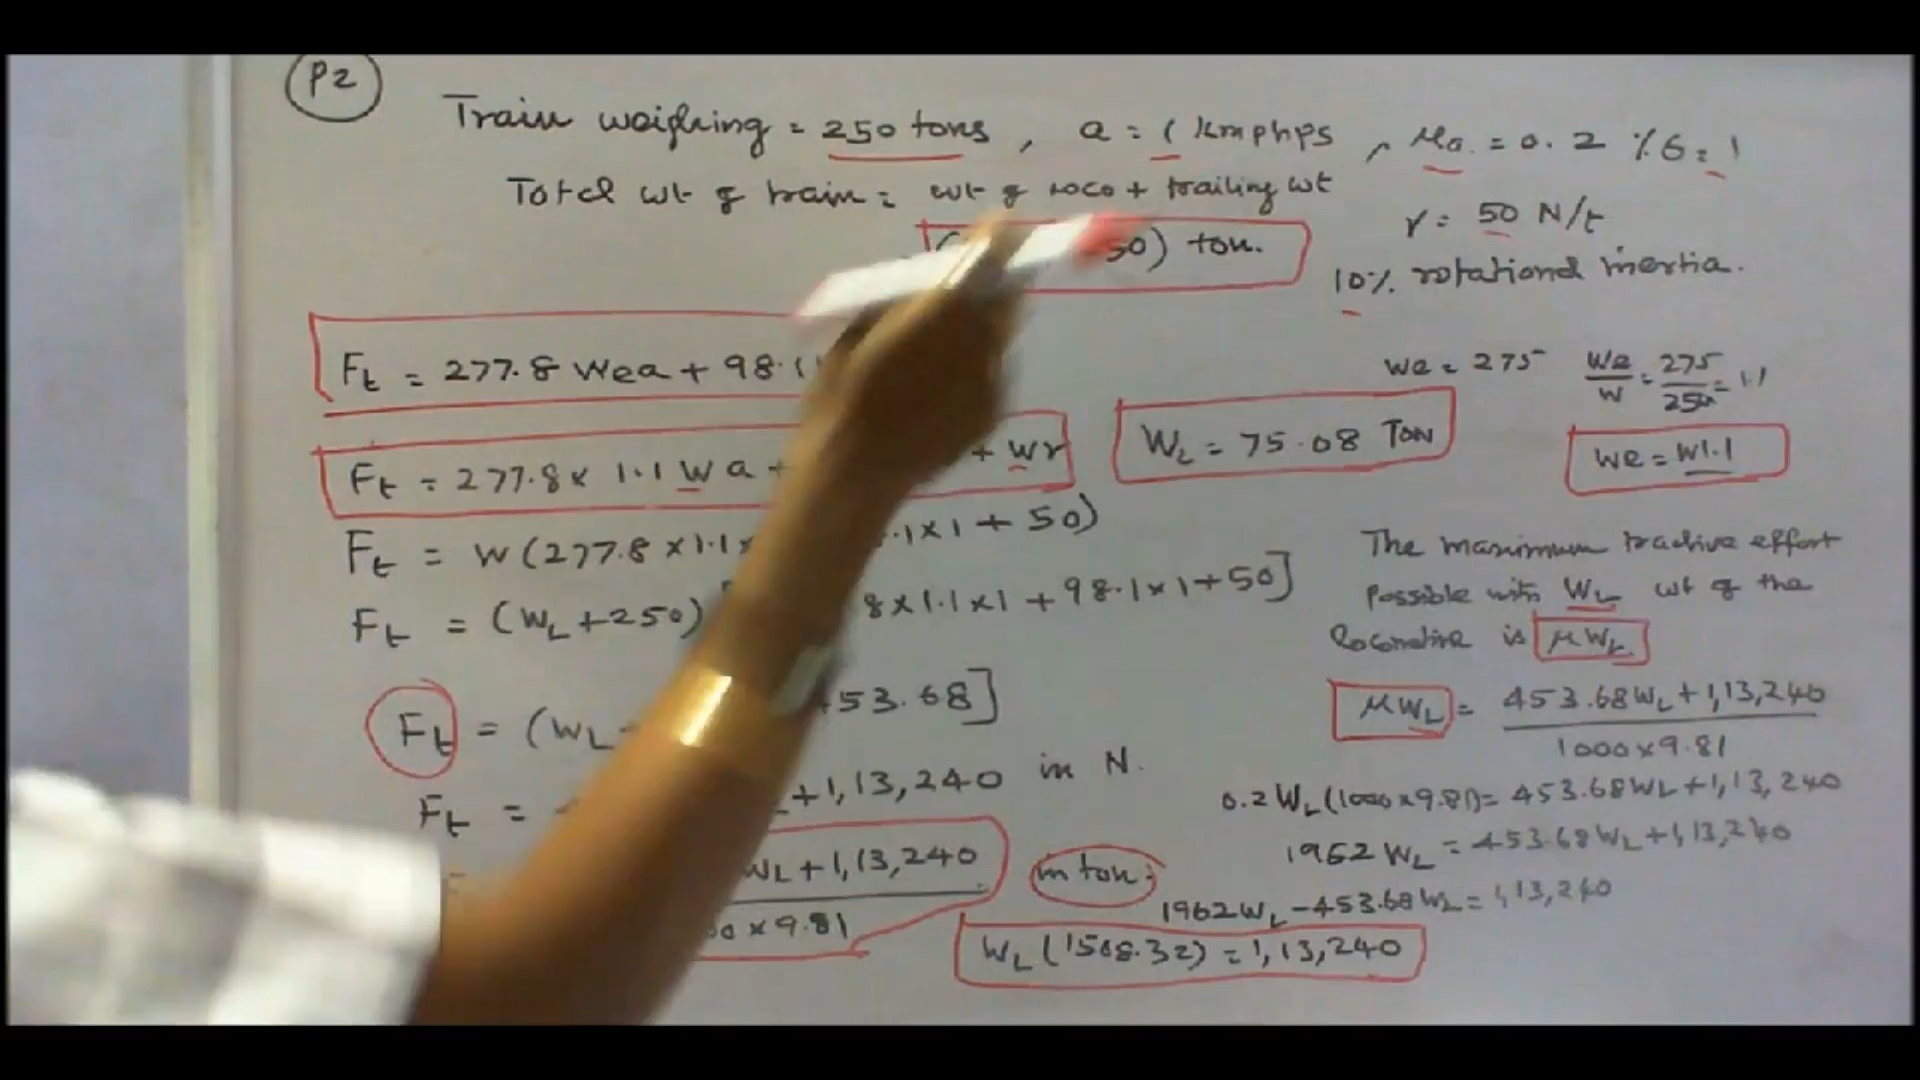 P2
Train weighing = 250 tons, a = 1 kmphps, μa = 0.2 %G = 1
Total wt of train = wt of loco + trailing wt
r = 50 N/t
50) ton.
10% rotational inertia.
Ft = 277.8 Wea + 98.1
We = 275 We/W = 275/250 = 1.1
WL = 75.08 TON
We = W1.1
Ft = 277.8 × 1.1 Wa + + Wr
Ft = W(277.8 × 1.1 × .1×1 + 50)
Ft = (WL+250) 8×1.1×1 + 98.1×1+50]
The maximum tractive effort
possible with WL wt of the
locomotive is μWL.
Ft = (WL 453.68]
μWL = 453.68WL + 1,13,240 / 1000×9.81
Ft = +1,13,240 in N.
0.2WL(1000×9.81) = 453.68WL+1,13,240
WL + 1,13,240 / 00 × 9.81 in ton:
1962WL = 453.68WL+1,13,240
1962WL - 453.68WL = 1,13,240
WL(1508.32) = 1,13,240